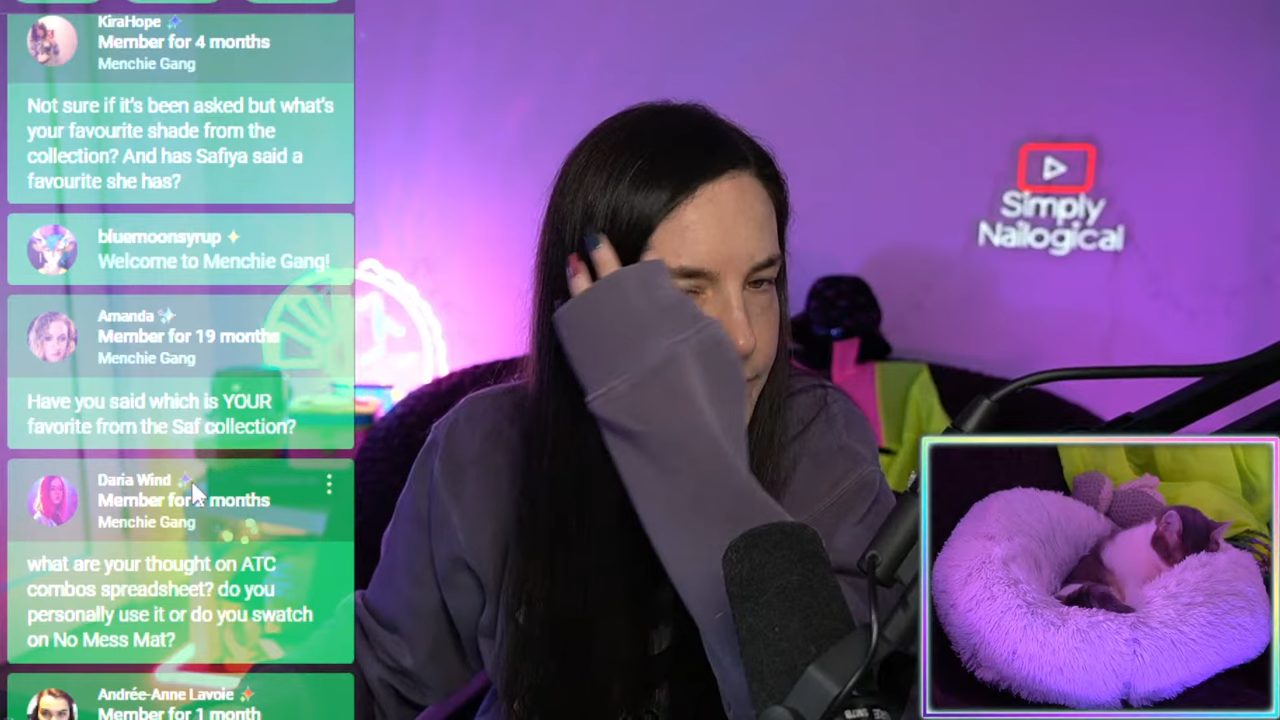 KiraHope
Member for 4 months
Menchie Gang
Not sure if it's been asked but what's
your favourite shade from the
collection? And has Safiya said a
favourite she has?
bluemoonsyrup
Welcome to Menchie Gang!
Amanda
Member for 19 months
Menchie Gang
Have you said which is YOUR
favorite from the Saf collection?
Daria Wind
Member for months
Menchie Gang
what are your thought on ATC
combos spreadsheet? do you
personally use it or do you swatch
on No Mess Mat?
Andrée-Anne Lavoie
Member for 1 month
Simply
Nailogical